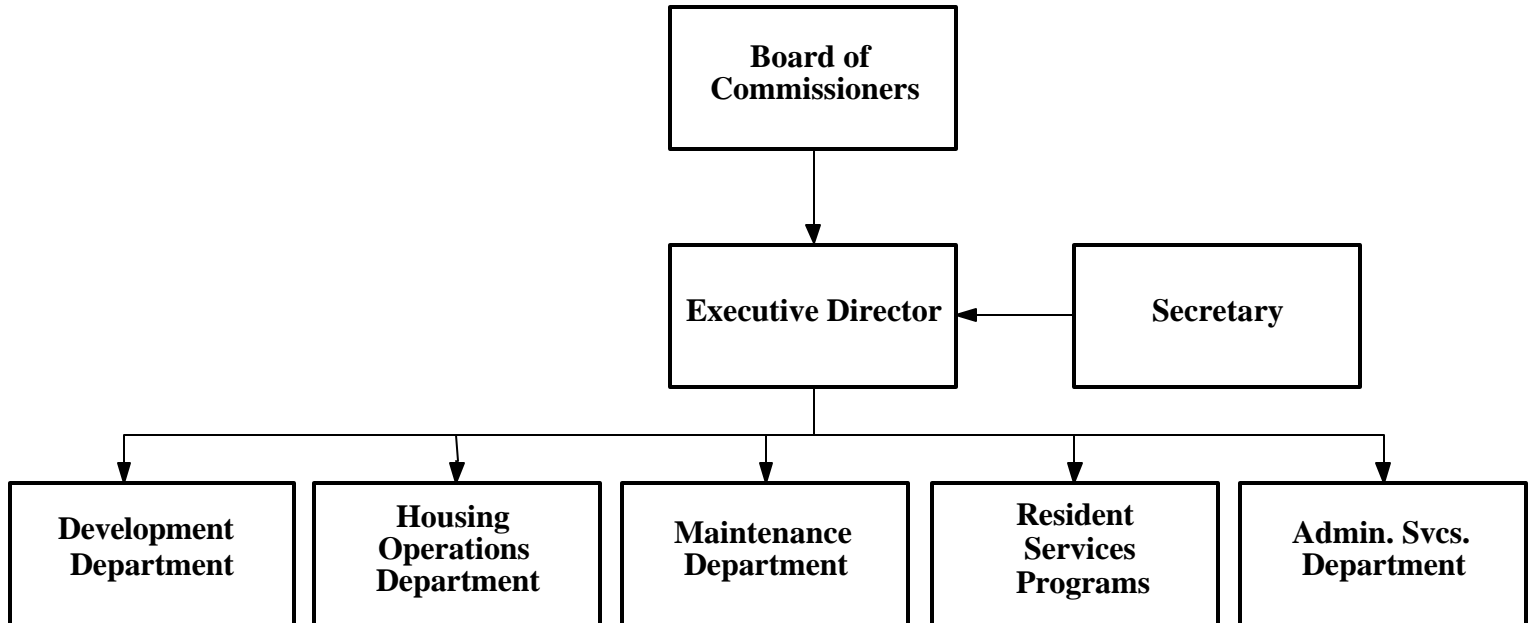 Board of
Commissioners
Executive Director
Secretary
Development
Department
Housing
Operations
Department
Maintenance
Department
Resident
Services
Programs
Admin. Svcs.
Department